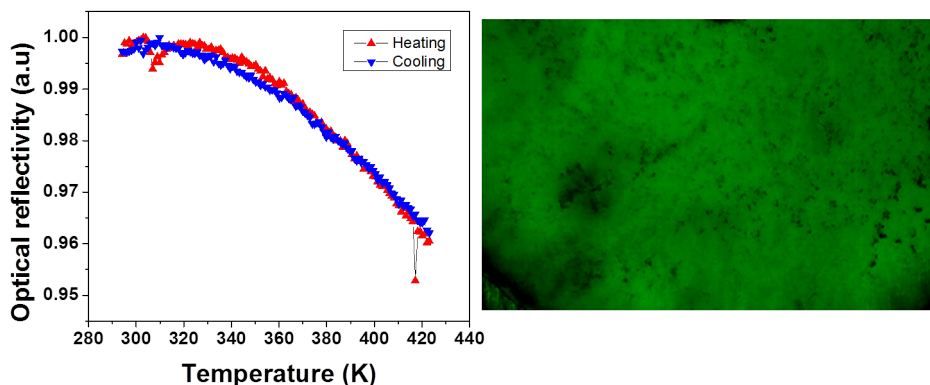 Optical reflectivity (a.u)
1.00
0.99
0.98
0.97
0.96
0.95
Heating
Cooling
280 300 320 340 360 380 400 420 440
Temperature (K)